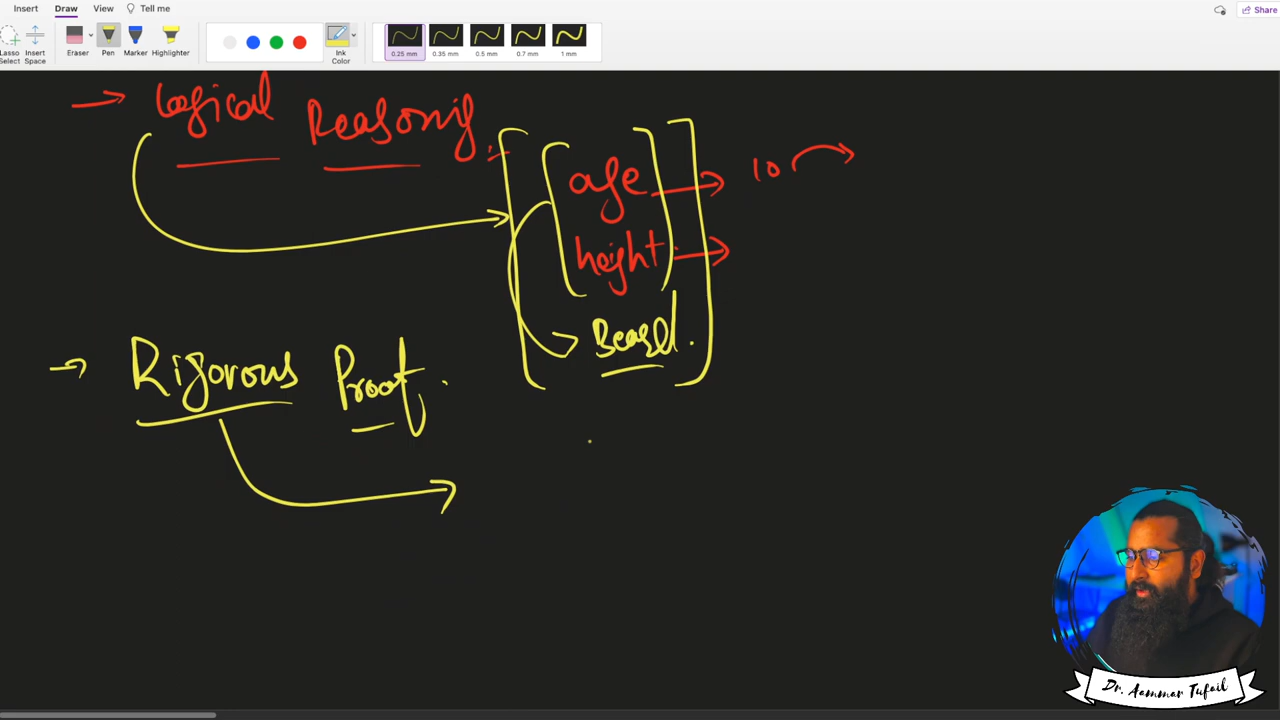 Insert Draw View Tell me
Share
Lasso Select
Insert Space
Eraser
Pen
Marker
Highlighter
Ink Color
0.25 mm
0.35 mm
0.5 mm
0.7 mm
1 mm
→ Logical Reasoning :-
age → 10
height →
Beard.
→ Rigorous Proof.
Dr. Aammar Tufail